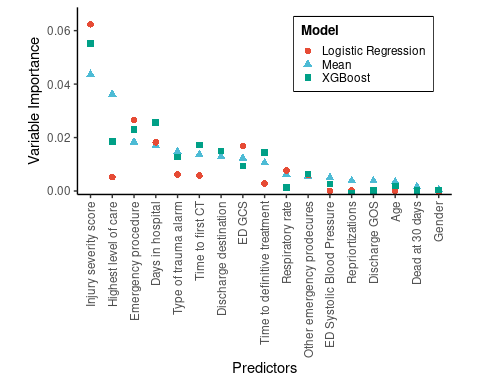 0.06
0.04
0.02
0.00
Variable Importance
Model
Logistic Regression
Mean
XGBoost
Injury severity score
Highest level of care
Emergency procedure
Days in hospital
Type of trauma alarm
Time to first CT
Discharge destination
ED GCS
Time to definitive treatment
Respiratory rate
Other emergency prodecures
ED Systolic Blood Pressure
Repriortizations
Discharge GOS
Age
Dead at 30 days
Gender
Predictors